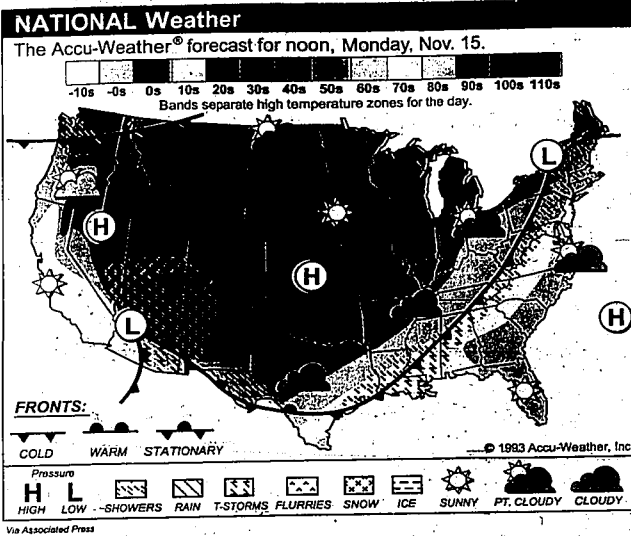 NATIONAL Weather
The Accu-Weather® forecast for noon, Monday, Nov. 15.
-10s -0s 0s 10s 20s 30s 40s 50s 60s 70s 80s 90s 100s 110s
Bands separate high temperature zones for the day.
L
H
H
H
L
FRONTS:
COLD WARM STATIONARY
© 1993 Accu-Weather, Inc
Pressure
H L
HIGH LOW SHOWERS RAIN T-STORMS FLURRIES SNOW ICE SUNNY PT. CLOUDY CLOUDY
Via Associated Press